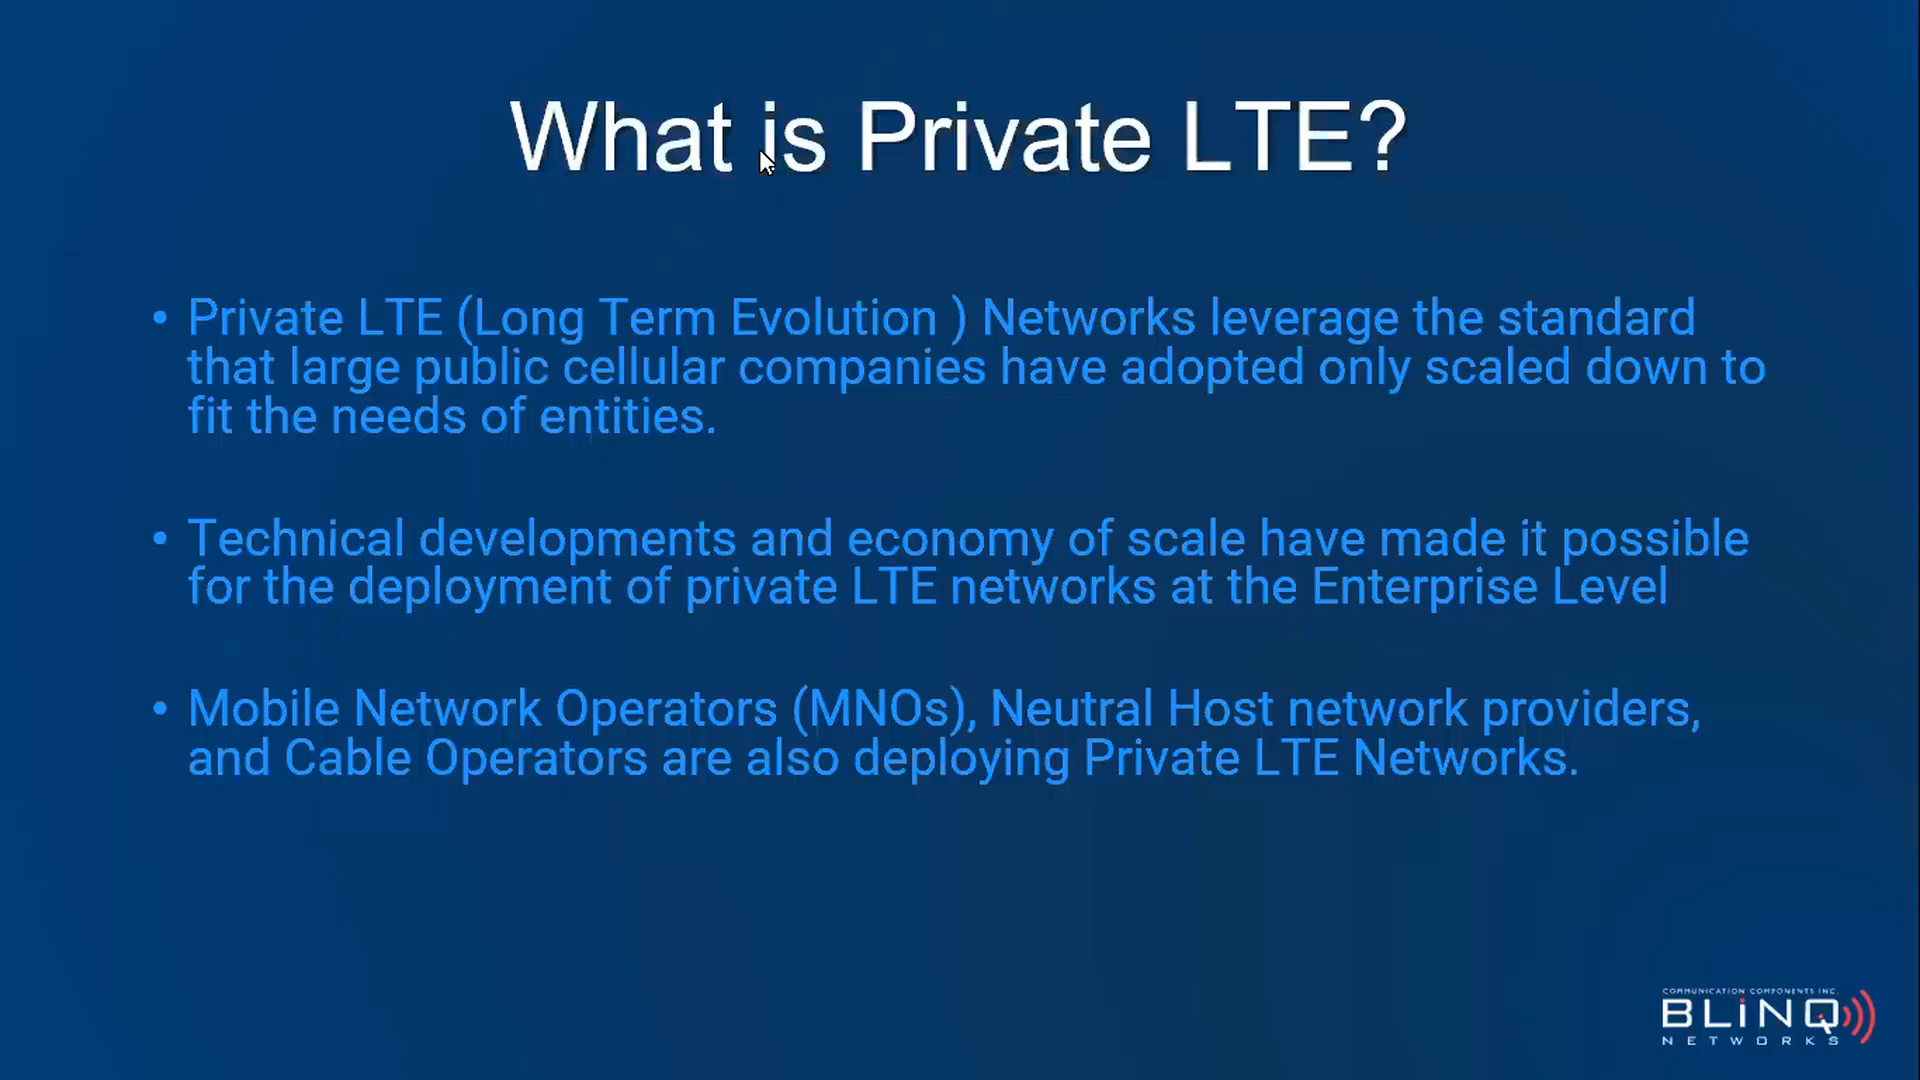 What is Private LTE?
• Private LTE (Long Term Evolution ) Networks leverage the standard
that large public cellular companies have adopted only scaled down to
fit the needs of entities.
• Technical developments and economy of scale have made it possible
for the deployment of private LTE networks at the Enterprise Level
• Mobile Network Operators (MNOs), Neutral Host network providers,
and Cable Operators are also deploying Private LTE Networks.
COMMUNICATION COMPONENTS INC.
BLiNQ
NETWORKS